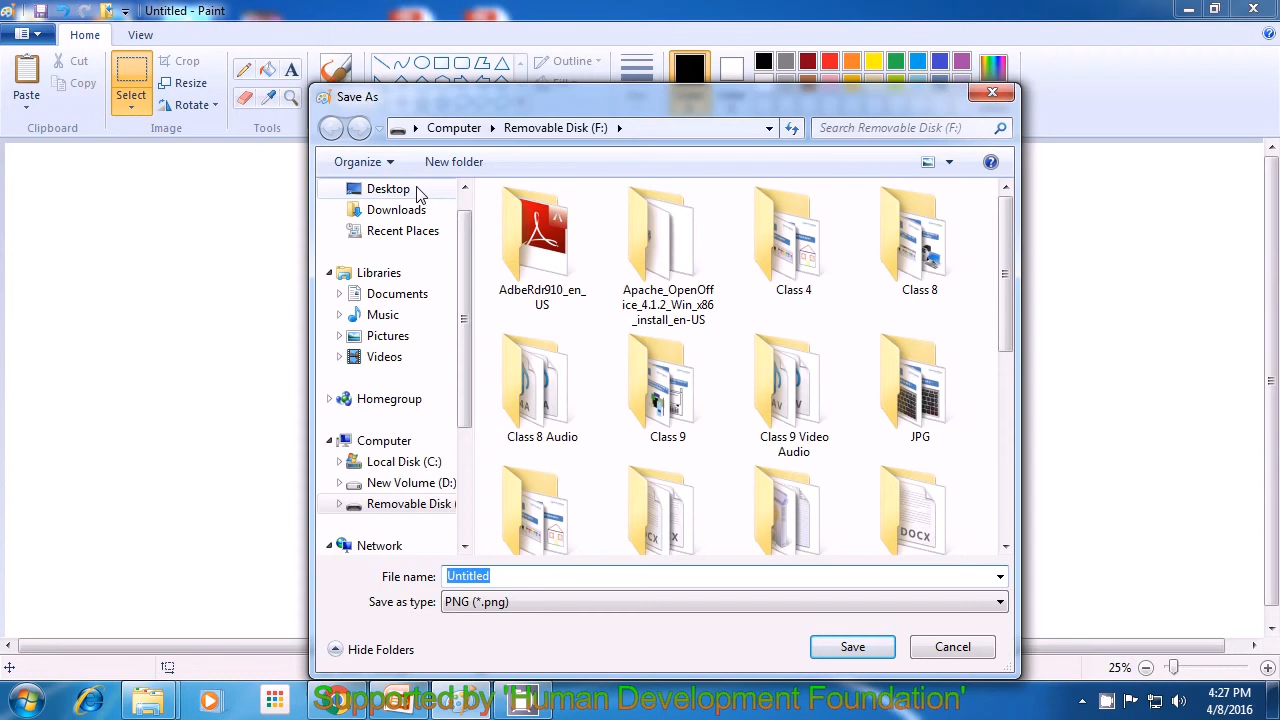 Untitled - Paint
Home
View
Paste
Cut
Copy
Clipboard
Select
Crop
Resize
Rotate
Image
Tools
Outline
Save As
Computer
Removable Disk (F:)
Search Removable Disk (F:)
Organize
New folder
Desktop
Downloads
Recent Places
Libraries
Documents
Music
Pictures
Videos
Homegroup
Computer
Local Disk (C:)
New Volume (D:)
Removable Disk (
Network
AdbeRdr910_en_
US
Apache_OpenOff
ice_4.1.2_Win_x86
_install_en-US
Class 4
Class 8
Class 8 Audio
Class 9
Class 9 Video
Audio
JPG
DOCX
File name:
Untitled
Save as type:
PNG (*.png)
Hide Folders
Save
Cancel
25%
Supported by 'Human Development Foundation'
4:27 PM
4/8/2016